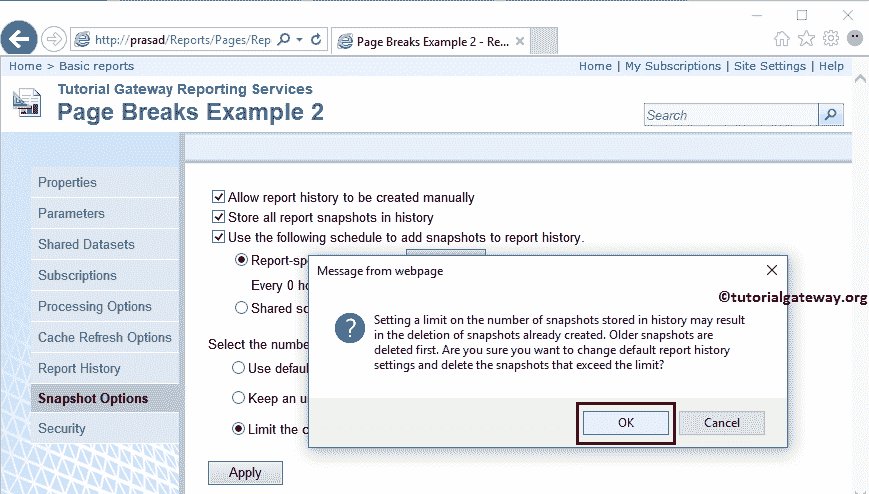 http://prasad/Reports/Pages/Rep
Page Breaks Example 2 - Re...
Home > Basic reports
Home | My Subscriptions | Site Settings | Help
Tutorial Gateway Reporting Services
Page Breaks Example 2
Search
Properties
Parameters
Shared Datasets
Subscriptions
Processing Options
Cache Refresh Options
Report History
Snapshot Options
Security
Allow report history to be created manually
Store all report snapshots in history
Use the following schedule to add snapshots to report history.
Report-sp
Every 0 ho
Shared sc
Select the numbe
Use defau
Keep an u
Limit the c
Apply
Message from webpage
©tutorialgateway.org
Setting a limit on the number of snapshots stored in history may result
in the deletion of snapshots already created. Older snapshots are
deleted first. Are you sure you want to change default report history
settings and delete the snapshots that exceed the limit?
OK
Cancel